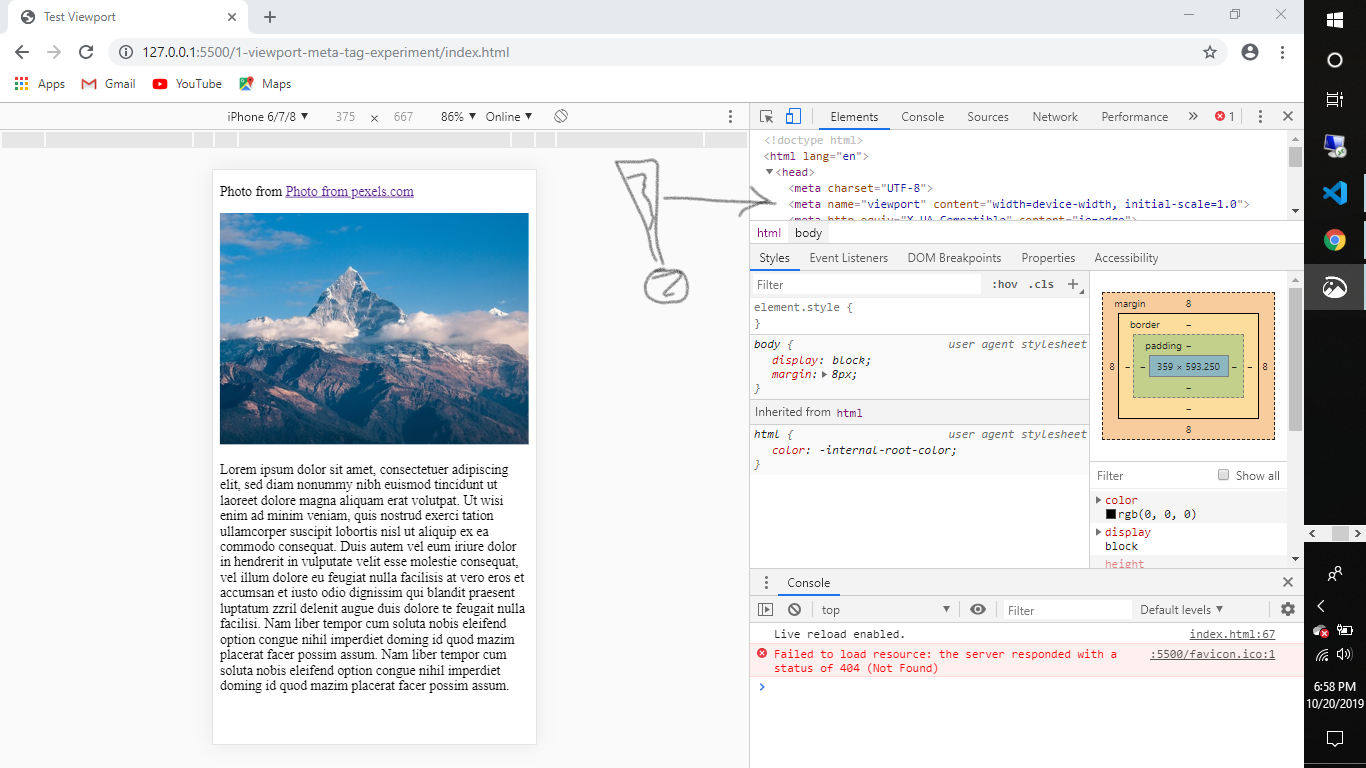 Test Viewport
127.0.0.1:5500/1-viewport-meta-tag-experiment/index.html
Apps Gmail YouTube Maps
iPhone 6/7/8 ▼ 375 × 667 86% ▼ Online ▼
Photo from Photo from pexels.com
Lorem ipsum dolor sit amet, consectetuer adipiscing
elit, sed diam nonummy nibh euismod tincidunt ut
laoreet dolore magna aliquam erat volutpat. Ut wisi
enim ad minim veniam, quis nostrud exerci tation
ullamcorper suscipit lobortis nisl ut aliquip ex ea
commodo consequat. Duis autem vel eum iriure dolor
in hendrerit in vulputate velit esse molestie consequat,
vel illum dolore eu feugiat nulla facilisis at vero eros et
accumsan et iusto odio dignissim qui blandit praesent
luptatum zzril delenit augue duis dolore te feugait nulla
facilisi. Nam liber tempor cum soluta nobis eleifend
option congue nihil imperdiet doming id quod mazim
placerat facer possim assum. Nam liber tempor cum
soluta nobis eleifend option congue nihil imperdiet
doming id quod mazim placerat facer possim assum.
2
Elements Console Sources Network Performance » 1
<!doctype html>
<html lang="en">
▼<head>
<meta charset="UTF-8">
<meta name="viewport" content="width=device-width, initial-scale=1.0">
<meta http-equiv="X-UA-Compatible" content="ie=edge">
html body
Styles Event Listeners DOM Breakpoints Properties Accessibility
Filter :hov .cls +
element.style {
}
body { user agent stylesheet
display: block;
margin: ▶ 8px;
}
Inherited from html
html { user agent stylesheet
color: -internal-root-color;
}
margin 8
border –
padding –
8 – – 359 × 593.250 – – 8
–
–
8
Filter Show all
▶ color
rgb(0, 0, 0)
▶ display
block
height
Console
top ▼ Filter Default levels ▼
Live reload enabled. index.html:67
Failed to load resource: the server responded with a :5500/favicon.ico:1
status of 404 (Not Found)
6:58 PM
10/20/2019